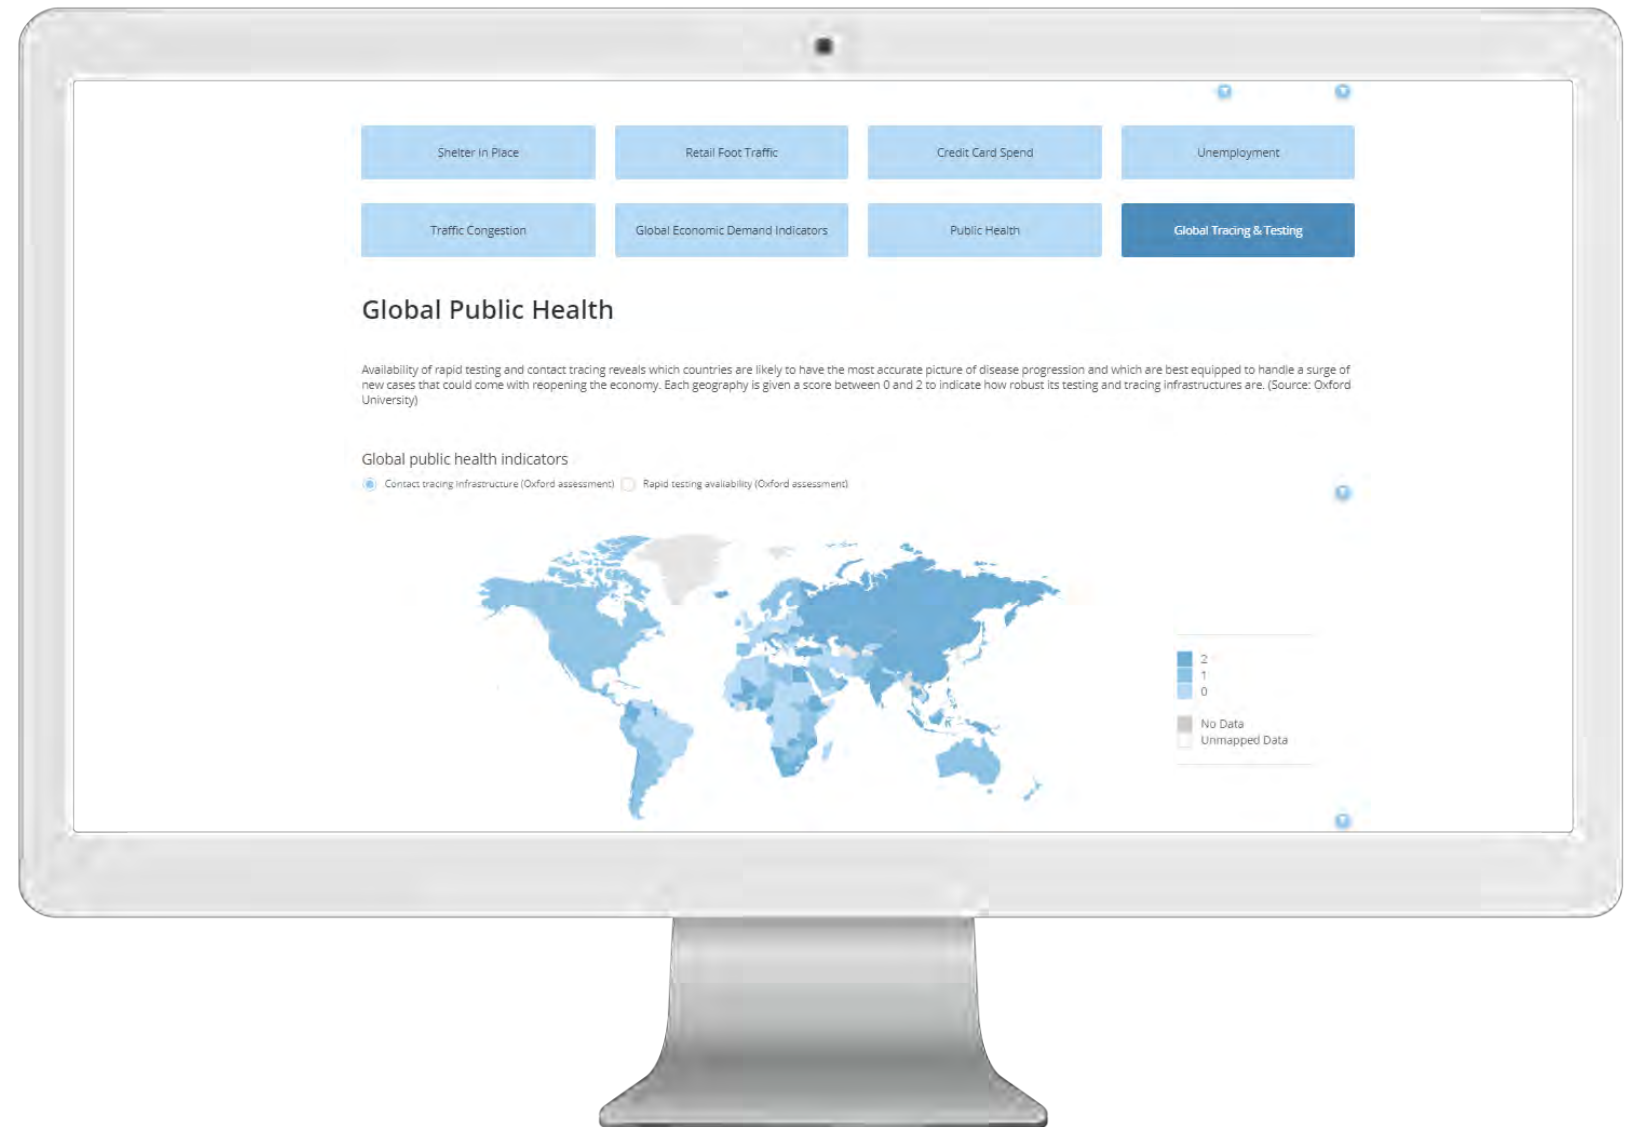 Shelter in Place
Retail Foot Traffic
Credit Card Spend
Unemployment
Traffic Congestion
Global Economic Demand Indicators
Public Health
Global Tracing & Testing
Global Public Health
Availability of rapid testing and contact tracing reveals which countries are likely to have the most accurate picture of disease progression and which are best equipped to handle a surge of
new cases that could come with reopening the economy. Each geography is given a score between 0 and 2 to indicate how robust its testing and tracing infrastructures are. (Source: Oxford
University)
Global public health indicators
Contact tracing infrastructure (Oxford assessment)
Rapid testing availability (Oxford assessment)
2
1
0
No Data
Unmapped Data